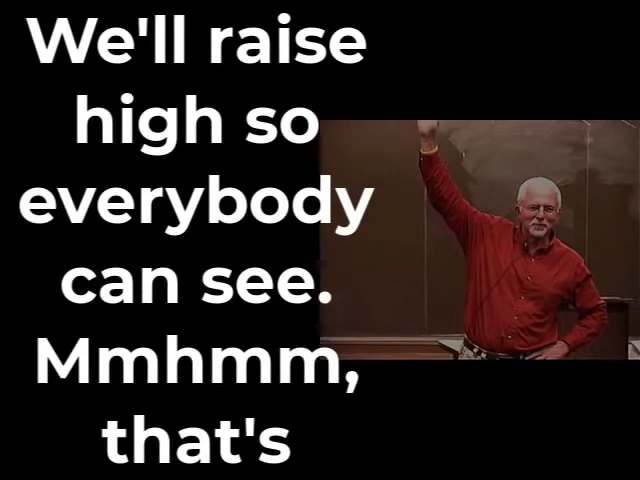 We'll raise
high so
everybody
can see.
Mmhmm,
that's